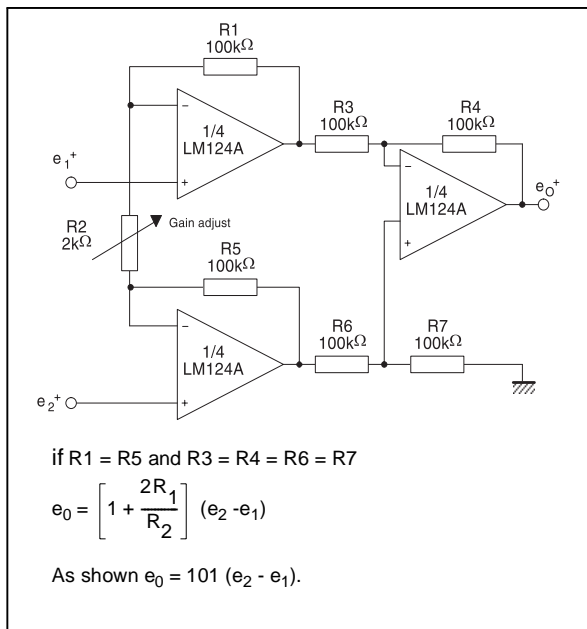 R1
100kΩ
R3
100kΩ
R4
100kΩ
1/4
LM124A
e1+
eO+
1/4
LM124A
R2
2kΩ
Gain adjust
R5
100kΩ
R6
100kΩ
R7
100kΩ
1/4
LM124A
e2+
if R1 = R5 and R3 = R4 = R6 = R7
e0 = [1 + 2R1/R2] (e2 -e1)
As shown e0 = 101 (e2 - e1).